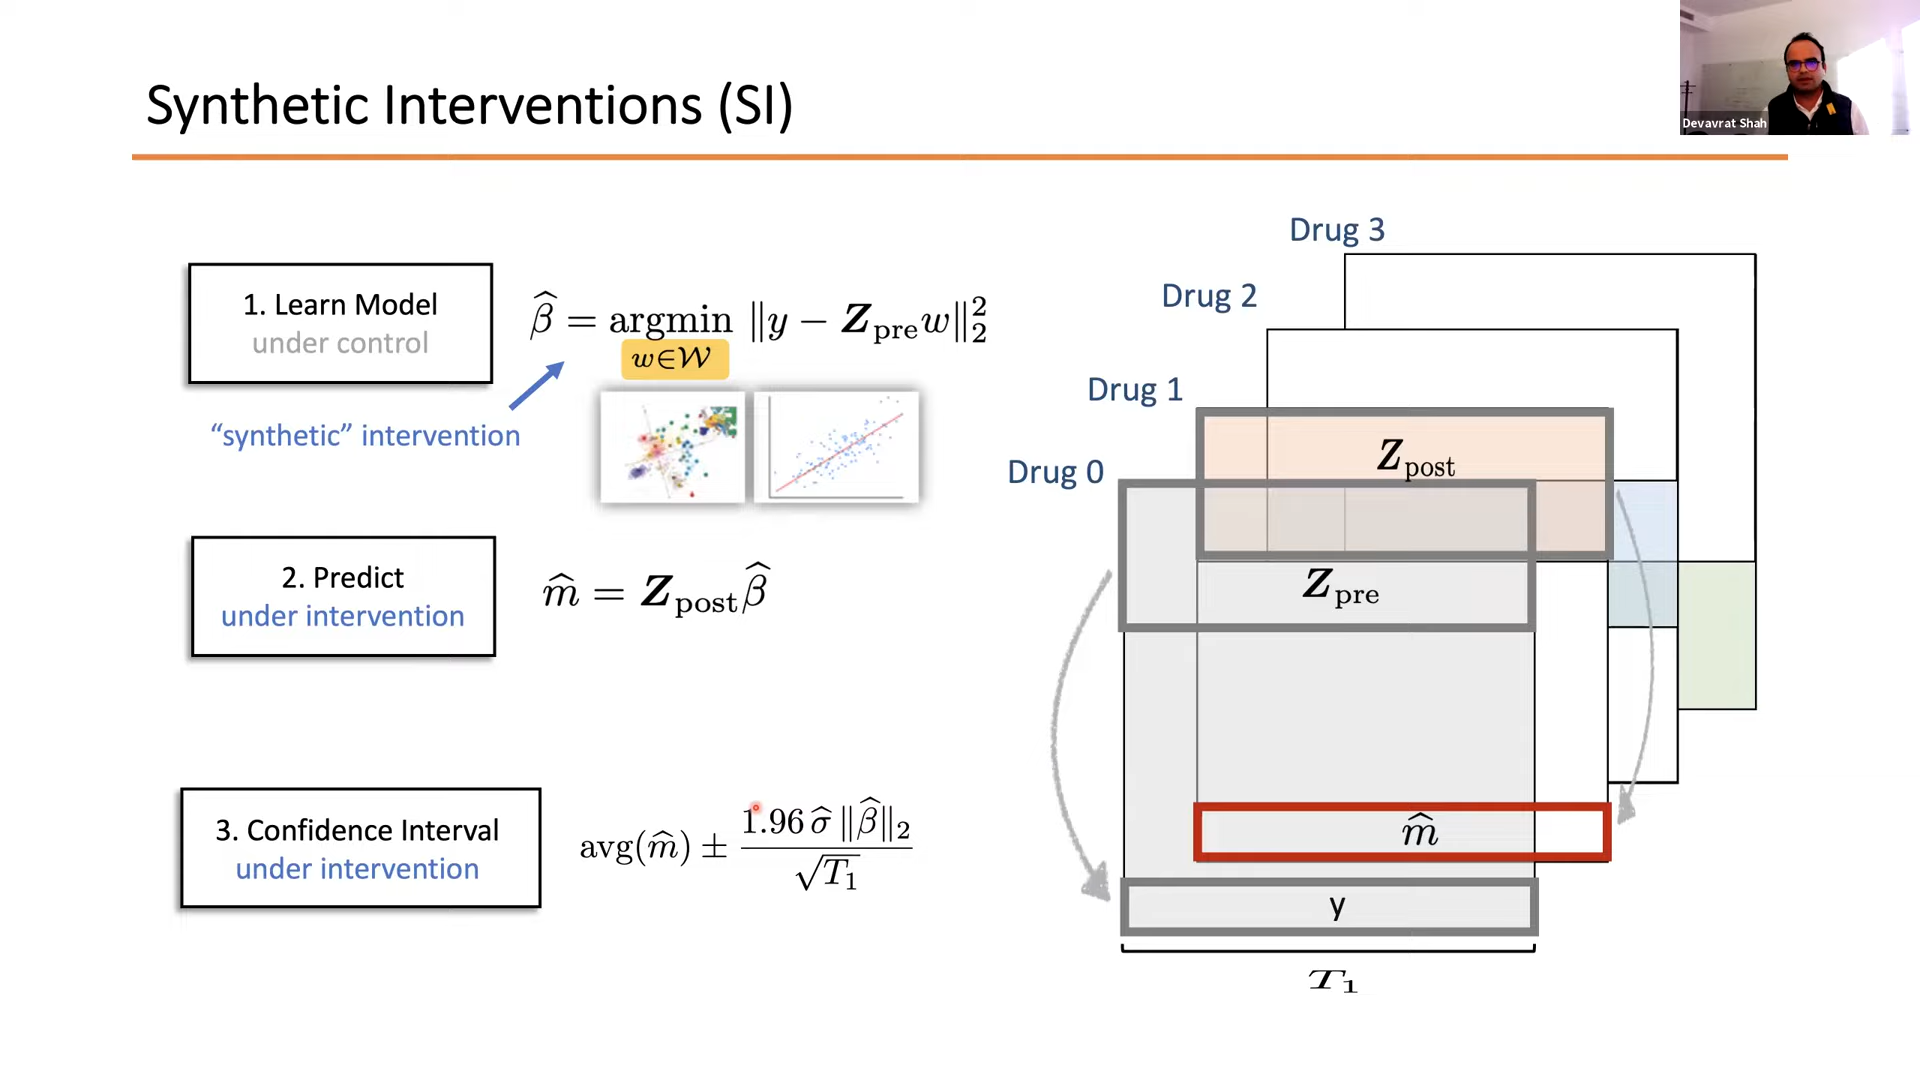 Devavrat Shah
Synthetic Interventions (SI)
1. Learn Model
under control
β̂ = argmin ‖y − Z_pre w‖₂²
w∈𝒲
“synthetic” intervention
2. Predict
under intervention
m̂ = Z_post β̂
3. Confidence Interval
under intervention
avg(m̂) ± 1.96 σ̂ ‖β̂‖₂ / √T₁
Drug 3
Drug 2
Drug 1
Z_post
Drug 0
Z_pre
m̂
y
T₁